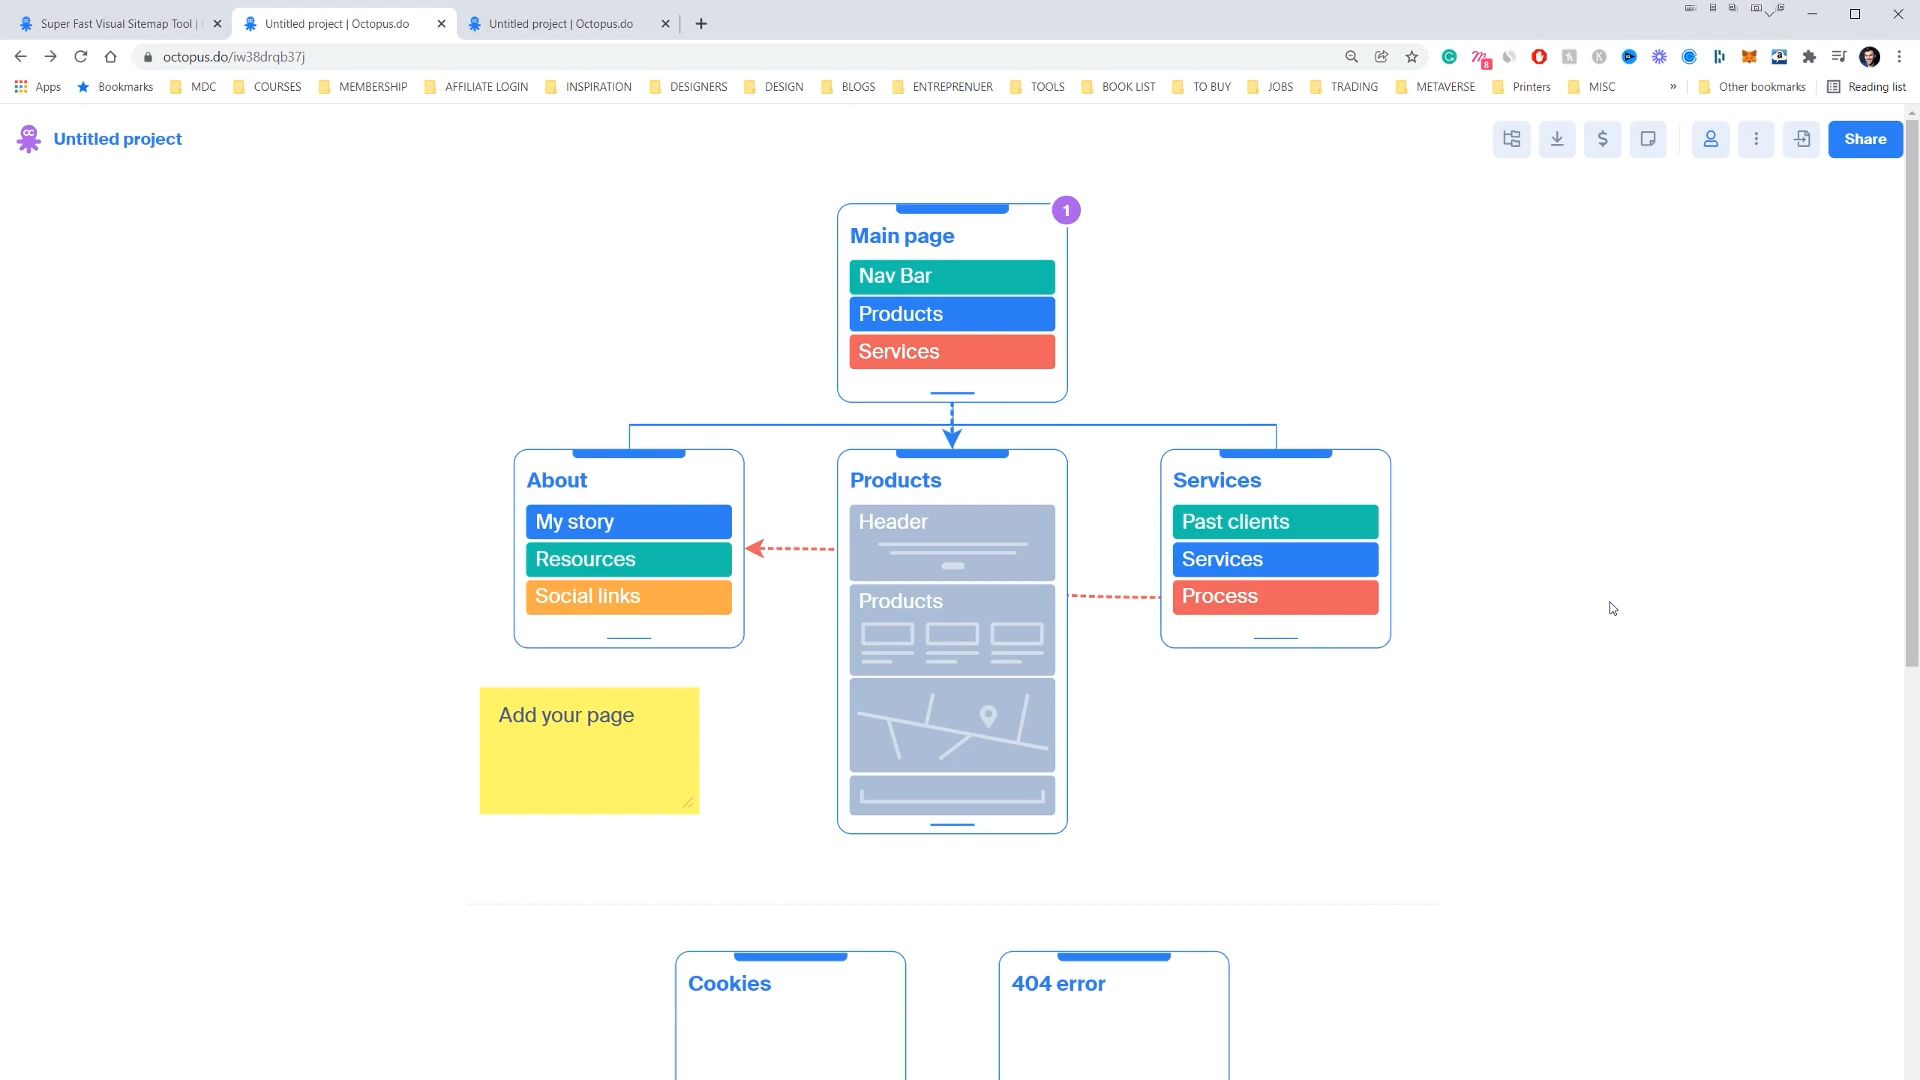 Super Fast Visual Sitemap Tool |
Untitled project | Octopus.do
Untitled project | Octopus.do
octopus.do/iw38drqb37j
8
Apps
Bookmarks
MDC
COURSES
MEMBERSHIP
AFFILIATE LOGIN
INSPIRATION
DESIGNERS
DESIGN
BLOGS
ENTREPRENUER
TOOLS
BOOK LIST
TO BUY
JOBS
TRADING
METAVERSE
Printers
MISC
»
Other bookmarks
Reading list
Untitled project
$
Share
1
Main page
Nav Bar
Products
Services
About
My story
Resources
Social links
Products
Header
Products
Services
Past clients
Services
Process
Add your page
Cookies
404 error